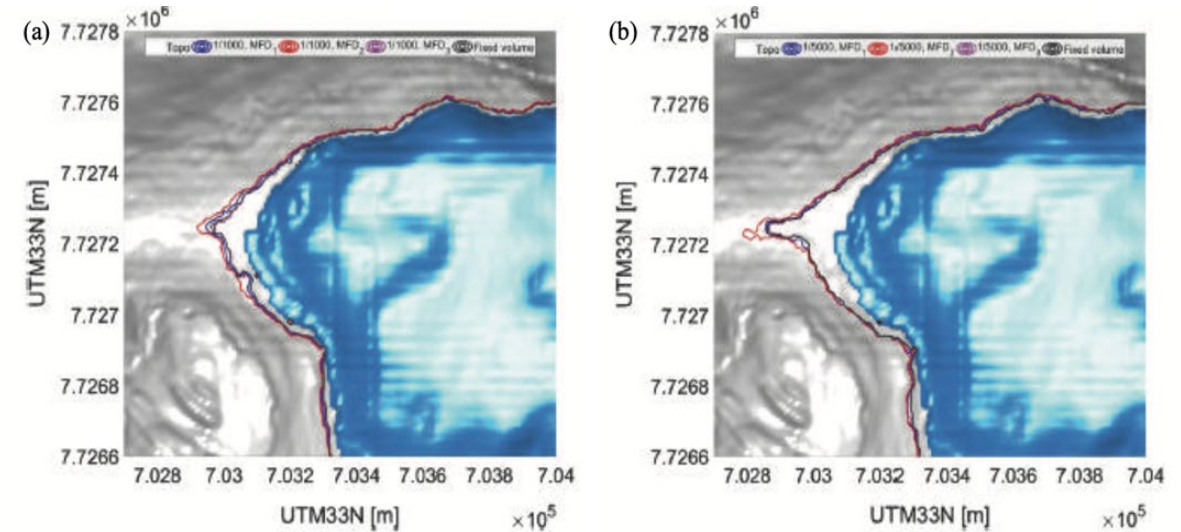 (a)
×10⁶
7.7278
Topo 1/1000, MFD₁ 1/1000, MFD₂ 1/1000, MFD₃ Fixed volume
7.7276
7.7274
7.7272
7.727
7.7268
7.7266
UTM33N [m]
7.028 7.03 7.032 7.034 7.036 7.038 7.04
UTM33N [m]
×10⁵
(b)
×10⁶
7.7278
Topo 1/5000, MFD₁ 1/5000, MFD 1/5000, MFD Fixed volume
7.7276
7.7274
7.7272
7.727
7.7268
7.7266
UTM33N [m]
7.028 7.03 7.032 7.034 7.036 7.038 7.04
UTM33N [m]
×10⁵